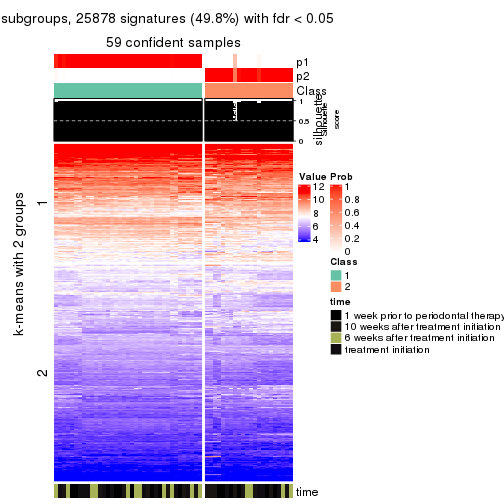 subgroups, 25878 signatures (49.8%) with fdr < 0.05
59 confident samples
p1
p2
Class
1
0.5
0
silhouette
silhouette
score
k-means with 2 groups
1
2
Value
12
10
8
6
4
Prob
1
0.8
0.6
0.4
0.2
0
Class
1
2
time
1 week prior to periodontal therapy
10 weeks after treatment initiation
6 weeks after treatment initiation
treatment initiation
time